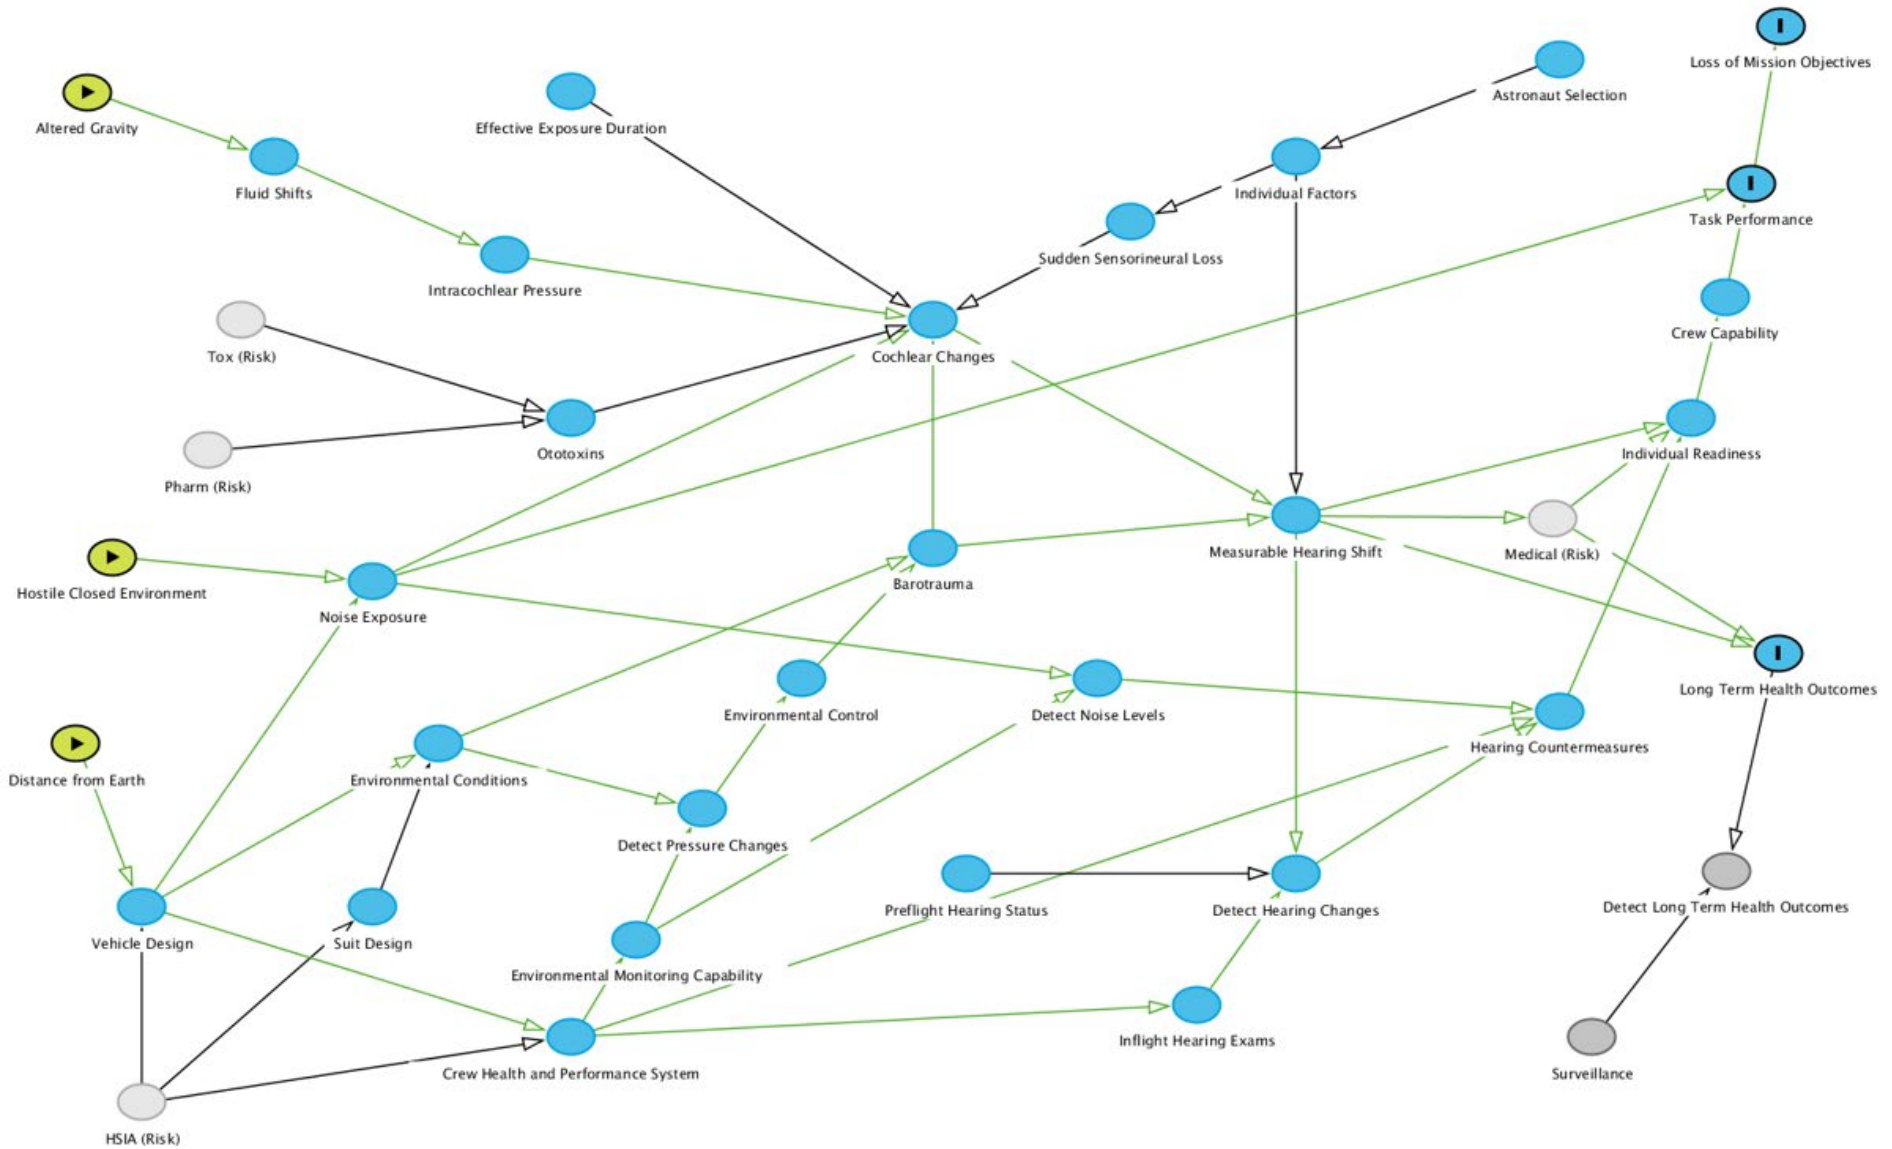 Loss of Mission Objectives
Astronaut Selection
Altered Gravity
Effective Exposure Duration
Fluid Shifts
Individual Factors
Task Performance
Sudden Sensorineural Loss
Intracochlear Pressure
Crew Capability
Tox (Risk)
Cochlear Changes
Ototoxins
Individual Readiness
Pharm (Risk)
Measurable Hearing Shift
Medical (Risk)
Barotrauma
Hostile Closed Environment
Noise Exposure
Long Term Health Outcomes
Environmental Control
Detect Noise Levels
Hearing Countermeasures
Distance from Earth
Environmental Conditions
Detect Pressure Changes
Preflight Hearing Status
Detect Hearing Changes
Detect Long Term Health Outcomes
Vehicle Design
Suit Design
Environmental Monitoring Capability
Inflight Hearing Exams
Crew Health and Performance System
Surveillance
HSIA (Risk)